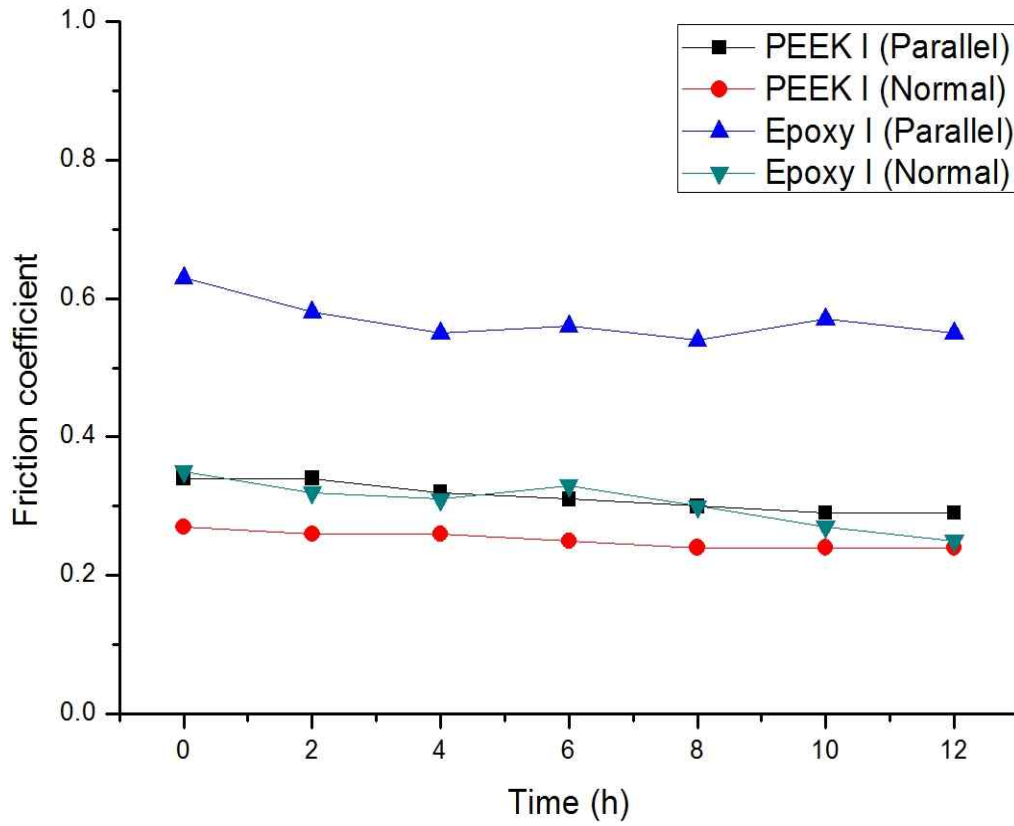 1.0
0.8
0.6
0.4
0.2
0.0
Friction coefficient
PEEK I (Parallel)
PEEK I (Normal)
Epoxy I (Parallel)
Epoxy I (Normal)
0 2 4 6 8 10 12
Time (h)